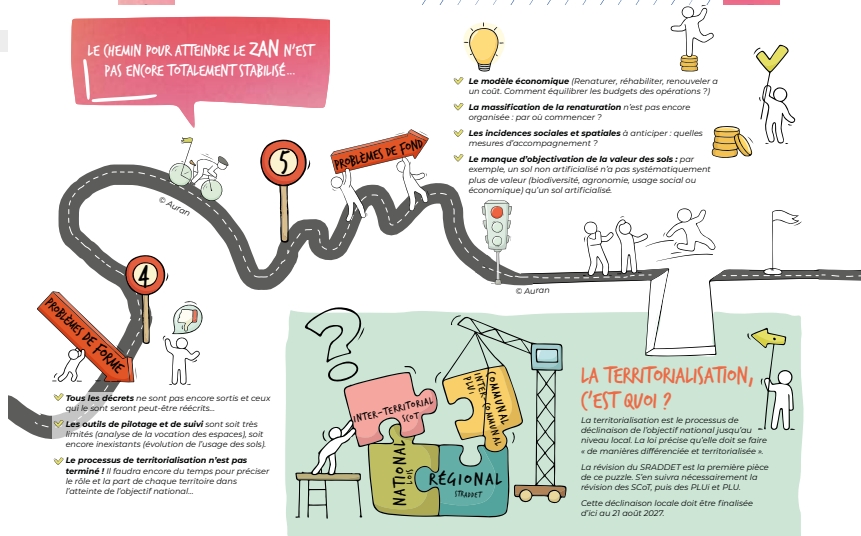 LE CHEMIN POUR ATTEINDRE LE ZAN N'EST
PAS ENCORE TOTALEMENT STABILISÉ...
Le modèle économique (Renaturer, réhabiliter, renouveler a
un coût. Comment équilibrer les budgets des opérations ?)
La massification de la renaturation n'est pas encore
organisée : par où commencer ?
Les incidences sociales et spatiales à anticiper : quelles
mesures d'accompagnement ?
Le manque d'objectivation de la valeur des sols : par
exemple, un sol non artificialisé n'a pas systématiquement
plus de valeur (biodiversité, agronomie, usage social ou
économique) qu'un sol artificialisé.
5
PROBLÈMES DE FOND
© Auran
© Auran
4
PROBLÈMES DE FORME
Tous les décrets ne sont pas encore sortis et ceux
qui le sont seront peut-être réécrits...
Les outils de pilotage et de suivi sont soit très
limités (analyse de la vocation des espaces), soit
encore inexistants (évolution de l'usage des sols).
Le processus de territorialisation n'est pas
terminé ! Il faudra encore du temps pour préciser
le rôle et la part de chaque territoire dans
l'atteinte de l'objectif national...
?
INTER-TERRITORIAL
SCOT
COMMUNAL
INTER-COMMUNAL
PLUi
NATIONAL
LOIS
RÉGIONAL
SRADDET
LA TERRITORIALISATION,
C'EST QUOI ?
La territorialisation est le processus de
déclinaison de l'objectif national jusqu'au
niveau local. La loi précise qu'elle doit se faire
« de manières différenciée et territorialisée ».
La révision du SRADDET est la première pièce
de ce puzzle. S'en suivra nécessairement la
révision des SCoT, puis des PLUi et PLU.
Cette déclinaison locale doit être finalisée
d'ici au 21 août 2027.